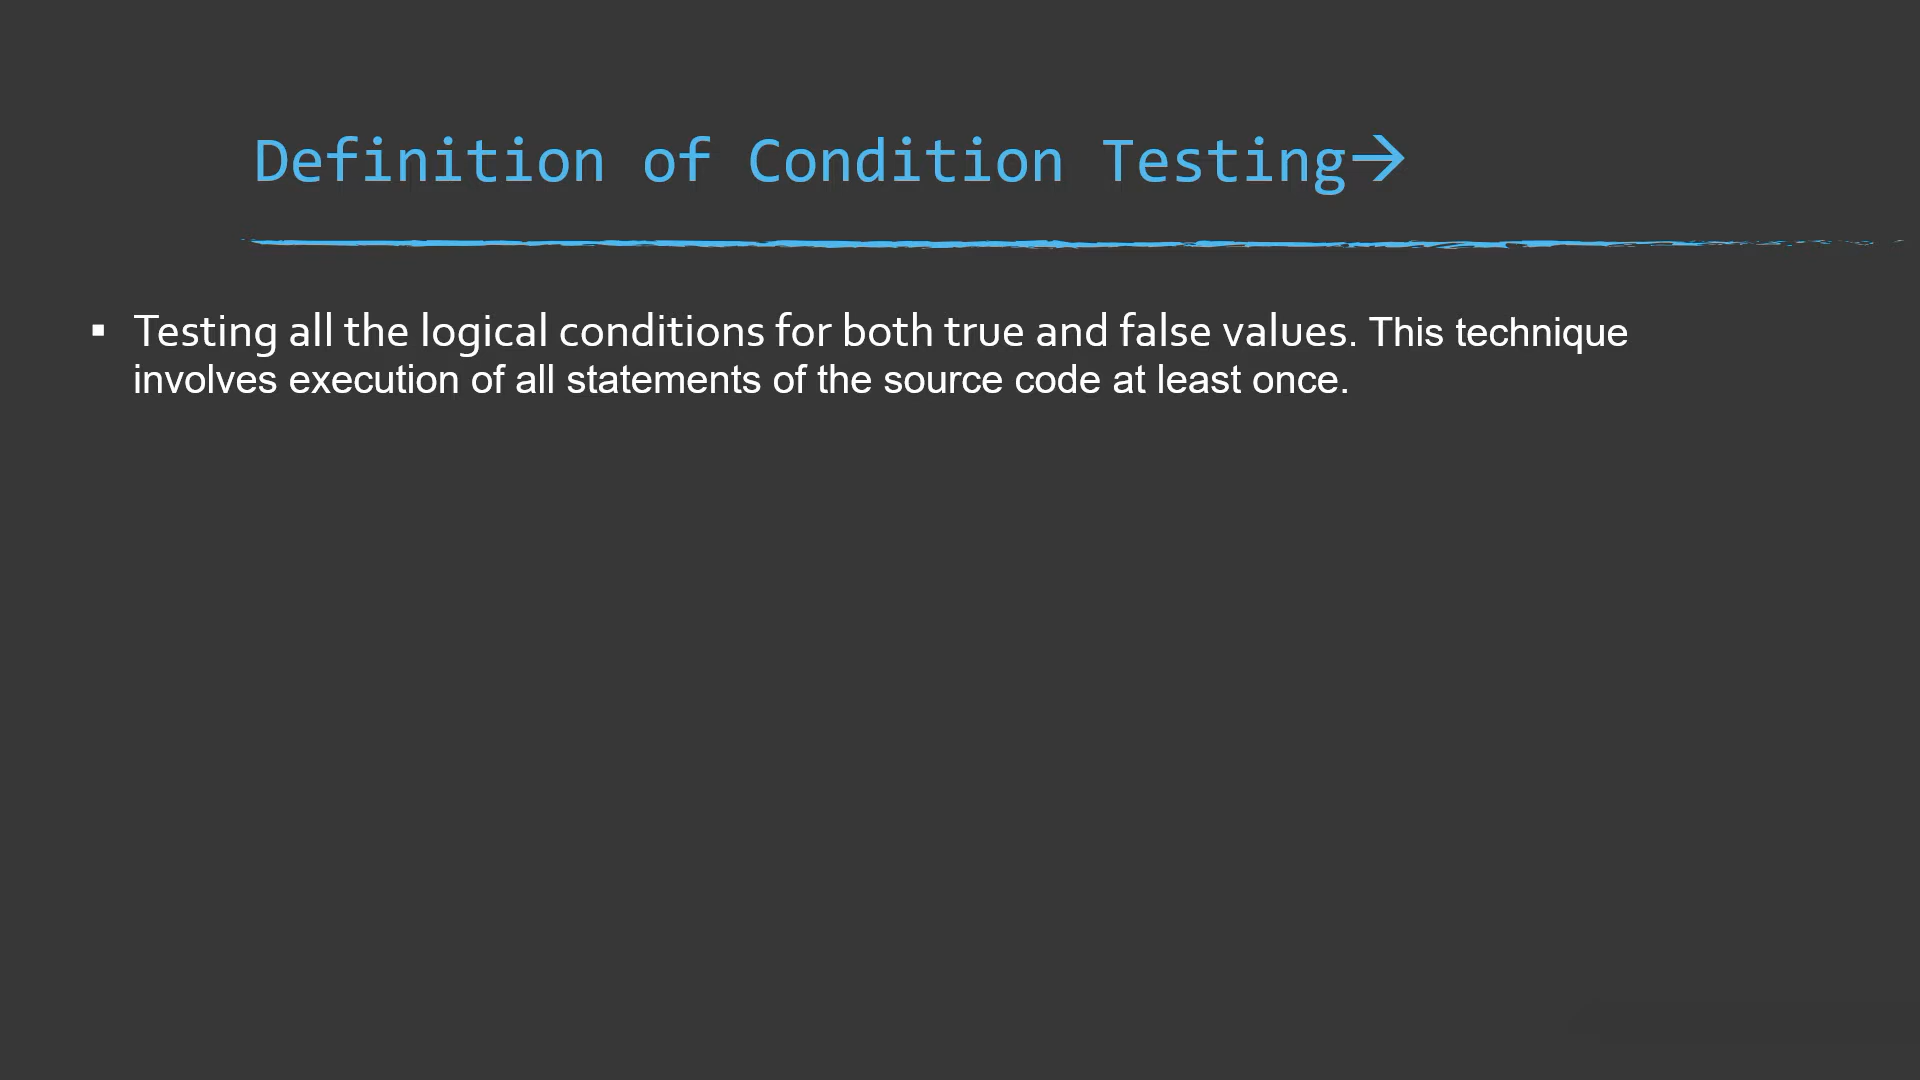 Definition of Condition Testing→
▪ Testing all the logical conditions for both true and false values. This technique
involves execution of all statements of the source code at least once.